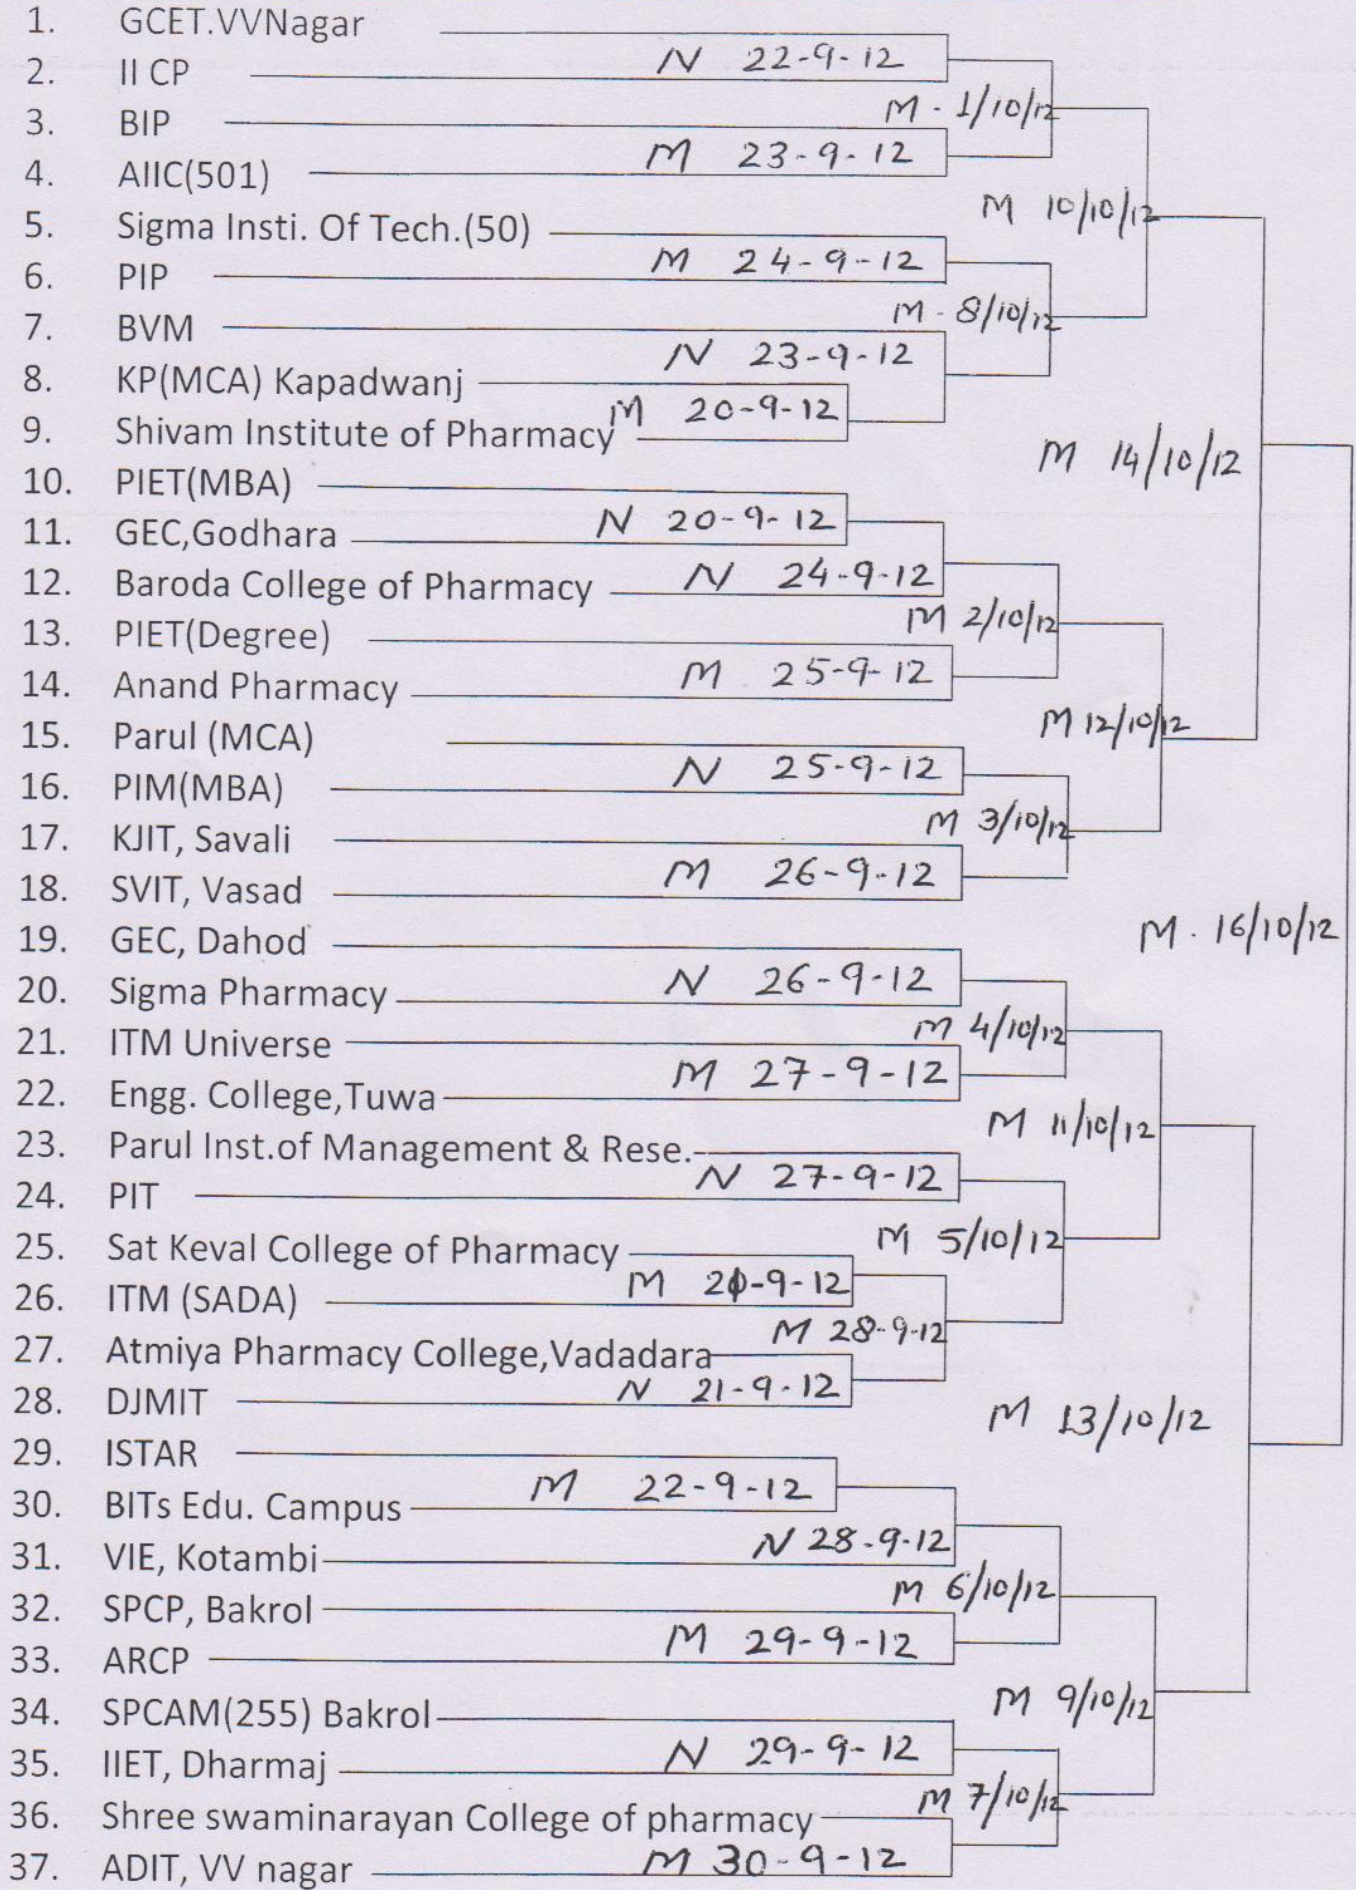 1. GCET.VVNagar
N 22-9-12
2. II CP
M - 1/10/12
3. BIP
M 23-9-12
4. AIIC(501)
M 10/10/12
5. Sigma Insti. Of Tech.(50)
M 24-9-12
6. PIP
M - 8/10/12
7. BVM
N 23-9-12
8. KP(MCA) Kapadwanj
M 20-9-12
9. Shivam Institute of Pharmacy
M 14/10/12
10. PIET(MBA)
N 20-9-12
11. GEC,Godhara
12. Baroda College of Pharmacy
N 24-9-12
M 2/10/12
13. PIET(Degree)
M 25-9-12
14. Anand Pharmacy
15. Parul (MCA)
M 12/10/12
N 25-9-12
16. PIM(MBA)
M 3/10/12
17. KJIT, Savali
M 26-9-12
18. SVIT, Vasad
19. GEC, Dahod
M. 16/10/12
N 26-9-12
20. Sigma Pharmacy
M 4/10/12
21. ITM Universe
M 27-9-12
22. Engg. College,Tuwa
M 11/10/12
23. Parul Inst.of Management & Rese.
N 27-9-12
24. PIT
M 5/10/12
25. Sat Keval College of Pharmacy
M -9-12
26. ITM (SADA)
M 28-9-12
27. Atmiya Pharmacy College,Vadadara
N 21-9-12
28. DJMIT
M 13/10/12
29. ISTAR
M 22-9-12
30. BITs Edu. Campus
N 28-9-12
31. VIE, Kotambi
M 6/10/12
32. SPCP, Bakrol
M 29-9-12
33. ARCP
M 9/10/12
34. SPCAM(255) Bakrol
N 29-9-12
35. IIET, Dharmaj
M 7/10/12
36. Shree swaminarayan College of pharmacy
M 30-9-12
37. ADIT, VV nagar